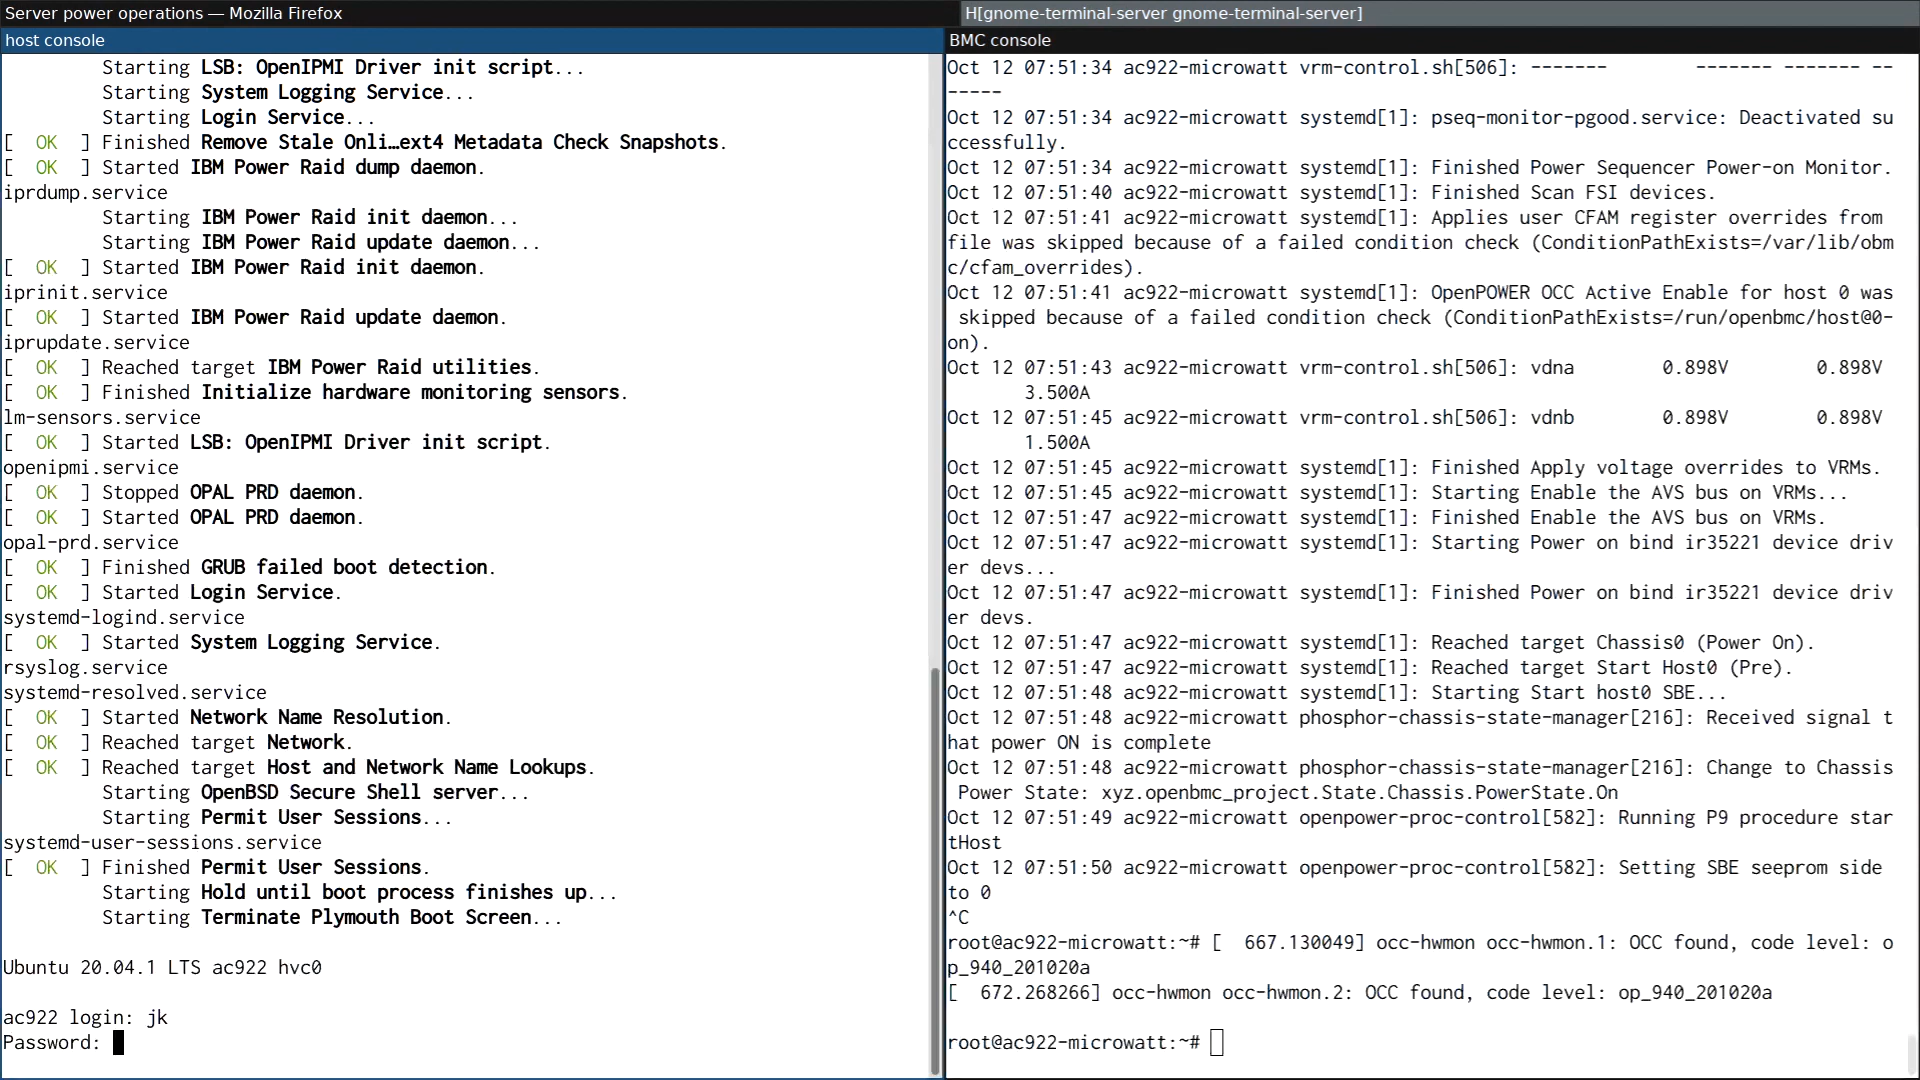 Server power operations — Mozilla Firefox
H[gnome-terminal-server gnome-terminal-server]
host console
Starting LSB: OpenIPMI Driver init script...
Starting System Logging Service...
Starting Login Service...
[  OK  ] Finished Remove Stale Onli…ext4 Metadata Check Snapshots.
[  OK  ] Started IBM Power Raid dump daemon.
iprdump.service
Starting IBM Power Raid init daemon...
Starting IBM Power Raid update daemon...
[  OK  ] Started IBM Power Raid init daemon.
iprinit.service
[  OK  ] Started IBM Power Raid update daemon.
iprupdate.service
[  OK  ] Reached target IBM Power Raid utilities.
[  OK  ] Finished Initialize hardware monitoring sensors.
lm-sensors.service
[  OK  ] Started LSB: OpenIPMI Driver init script.
openipmi.service
[  OK  ] Stopped OPAL PRD daemon.
[  OK  ] Started OPAL PRD daemon.
opal-prd.service
[  OK  ] Finished GRUB failed boot detection.
[  OK  ] Started Login Service.
systemd-logind.service
[  OK  ] Started System Logging Service.
rsyslog.service
systemd-resolved.service
[  OK  ] Started Network Name Resolution.
[  OK  ] Reached target Network.
[  OK  ] Reached target Host and Network Name Lookups.
Starting OpenBSD Secure Shell server...
Starting Permit User Sessions...
systemd-user-sessions.service
[  OK  ] Finished Permit User Sessions.
Starting Hold until boot process finishes up...
Starting Terminate Plymouth Boot Screen...
Ubuntu 20.04.1 LTS ac922 hvc0
ac922 login: jk
Password:
BMC console
Oct 12 07:51:34 ac922-microwatt vrm-control.sh[506]: -------        ------- ------- --
-----
Oct 12 07:51:34 ac922-microwatt systemd[1]: pseq-monitor-pgood.service: Deactivated su
ccessfully.
Oct 12 07:51:34 ac922-microwatt systemd[1]: Finished Power Sequencer Power-on Monitor.
Oct 12 07:51:40 ac922-microwatt systemd[1]: Finished Scan FSI devices.
Oct 12 07:51:41 ac922-microwatt systemd[1]: Applies user CFAM register overrides from
file was skipped because of a failed condition check (ConditionPathExists=/var/lib/obm
c/cfam_overrides).
Oct 12 07:51:41 ac922-microwatt systemd[1]: OpenPOWER OCC Active Enable for host 0 was
skipped because of a failed condition check (ConditionPathExists=/run/openbmc/host@0-
on).
Oct 12 07:51:43 ac922-microwatt vrm-control.sh[506]: vdna        0.898V        0.898V
3.500A
Oct 12 07:51:45 ac922-microwatt vrm-control.sh[506]: vdnb        0.898V        0.898V
1.500A
Oct 12 07:51:45 ac922-microwatt systemd[1]: Finished Apply voltage overrides to VRMs.
Oct 12 07:51:45 ac922-microwatt systemd[1]: Starting Enable the AVS bus on VRMs...
Oct 12 07:51:47 ac922-microwatt systemd[1]: Finished Enable the AVS bus on VRMs.
Oct 12 07:51:47 ac922-microwatt systemd[1]: Starting Power on bind ir35221 device driv
er devs...
Oct 12 07:51:47 ac922-microwatt systemd[1]: Finished Power on bind ir35221 device driv
er devs.
Oct 12 07:51:47 ac922-microwatt systemd[1]: Reached target Chassis0 (Power On).
Oct 12 07:51:47 ac922-microwatt systemd[1]: Reached target Start Host0 (Pre).
Oct 12 07:51:48 ac922-microwatt systemd[1]: Starting Start host0 SBE...
Oct 12 07:51:48 ac922-microwatt phosphor-chassis-state-manager[216]: Received signal t
hat power ON is complete
Oct 12 07:51:48 ac922-microwatt phosphor-chassis-state-manager[216]: Change to Chassis
Power State: xyz.openbmc_project.State.Chassis.PowerState.On
Oct 12 07:51:49 ac922-microwatt openpower-proc-control[582]: Running P9 procedure star
tHost
Oct 12 07:51:50 ac922-microwatt openpower-proc-control[582]: Setting SBE seeprom side
to 0
^C
root@ac922-microwatt:~# [  667.130049] occ-hwmon occ-hwmon.1: OCC found, code level: o
p_940_201020a
[  672.268266] occ-hwmon occ-hwmon.2: OCC found, code level: op_940_201020a
root@ac922-microwatt:~#